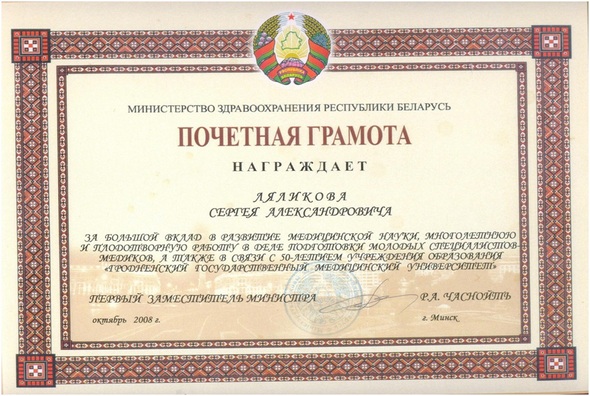 МИНИСТЕРСТВО ЗДРАВООХРАНЕНИЯ РЕСПУБЛИКИ БЕЛАРУСЬ
ПОЧЕТНАЯ ГРАМОТА
НАГРАЖДАЕТ
ЛЯЛИКОВА
СЕРГЕЯ АЛЕКСАНДРОВИЧА
ЗА БОЛЬШОЙ ВКЛАД В РАЗВИТИЕ МЕДИЦИНСКОЙ НАУКИ, МНОГОЛЕТНЮЮ
И ПЛОДОТВОРНУЮ РАБОТУ В ДЕЛЕ ПОДГОТОВКИ МОЛОДЫХ СПЕЦИАЛИСТОВ-
МЕДИКОВ, А ТАКЖЕ В СВЯЗИ С 50-ЛЕТИЕМ УЧРЕЖДЕНИЯ ОБРАЗОВАНИЯ
«ГРОДНЕНСКИЙ ГОСУДАРСТВЕННЫЙ МЕДИЦИНСКИЙ УНИВЕРСИТЕТ»
ПЕРВЫЙ ЗАМЕСТИТЕЛЬ МИНИСТРА Р.А. ЧАСНОЙТЬ
октябрь 2008 г. г. Минск